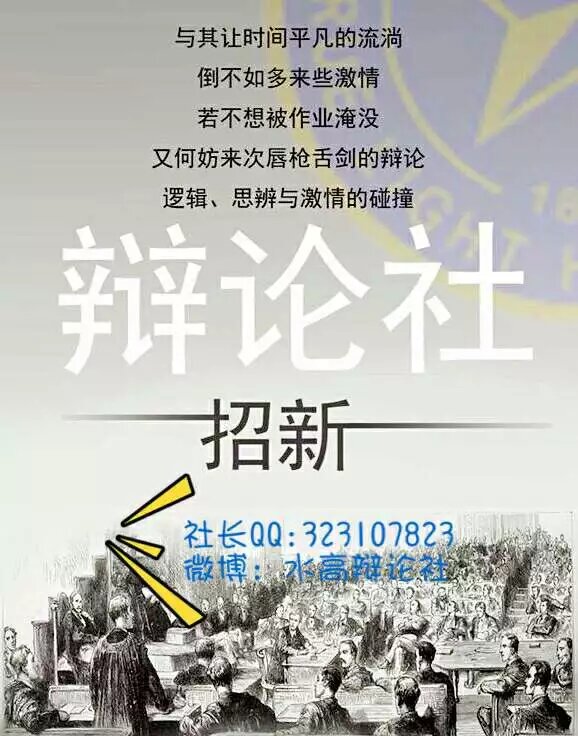 与其让时间平凡的流淌
倒不如多来些激情
若不想被作业淹没
又何妨来次唇枪舌剑的辩论
逻辑、思辨与激情的碰撞
辩论社
招新
社长QQ:323107823
微博：水高辩论社